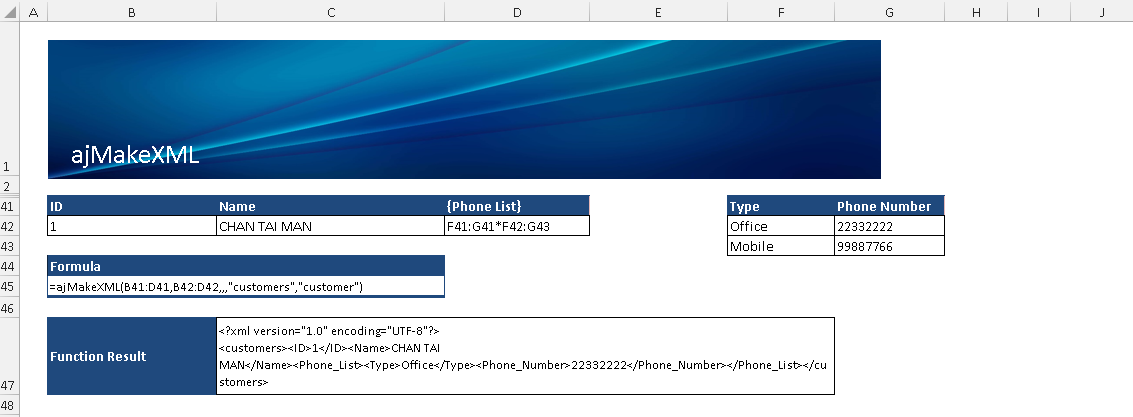 A B C D E F G H I J
1 ajMakeXML
2
41 ID Name {Phone List} Type Phone Number
42 1 CHAN TAI MAN F41:G41*F42:G43 Office 22332222
43 Mobile 99887766
44 Formula
45 =ajMakeXML(B41:D41,B42:D42,,,"customers","customer")
46
<?xml version="1.0" encoding="UTF-8"?>
<customers><ID>1</ID><Name>CHAN TAI
Function Result MAN</Name><Phone_List><Type>Office</Type><Phone_Number>22332222</Phone_Number></Phone_List></cu
47 stomers>
48